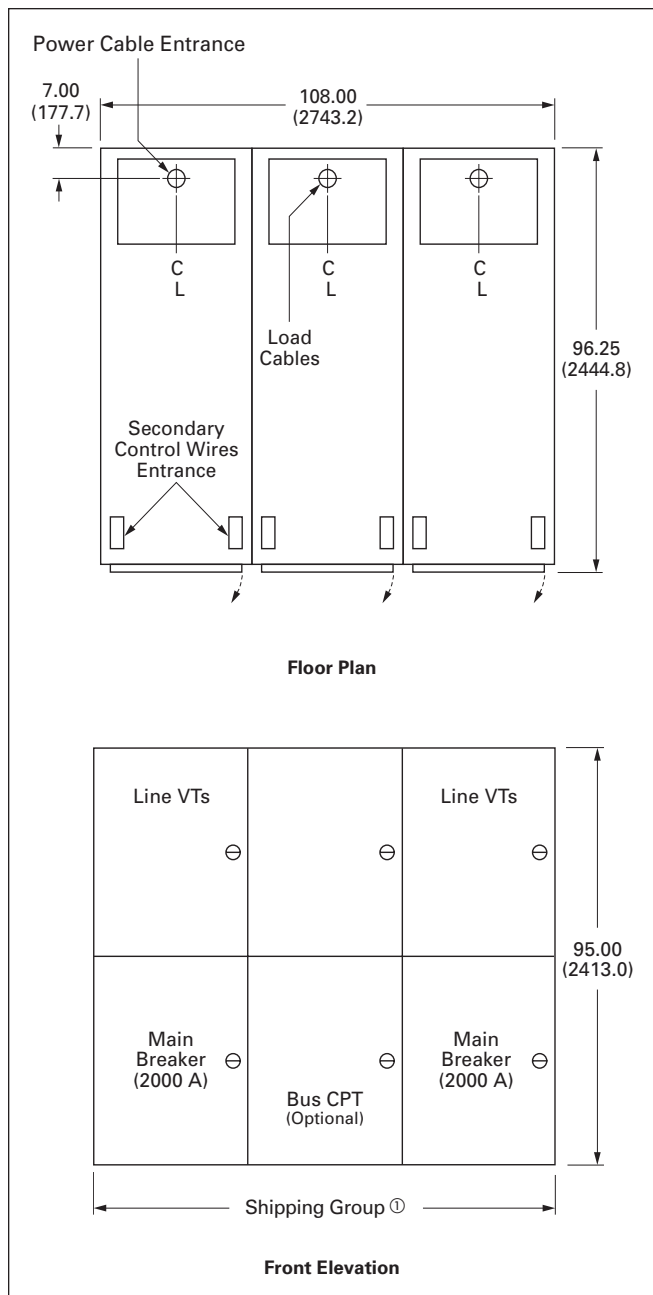 Power Cable Entrance
7.00
(177.7)
108.00
(2743.2)
C
L
C
L
C
L
Load
Cables
96.25
(2444.8)
Secondary
Control Wires
Entrance
Floor Plan
Line VTs
Line VTs
95.00
(2413.0)
Main
Breaker
(2000 A)
Bus CPT
(Optional)
Main
Breaker
(2000 A)
Shipping Group ①
Front Elevation